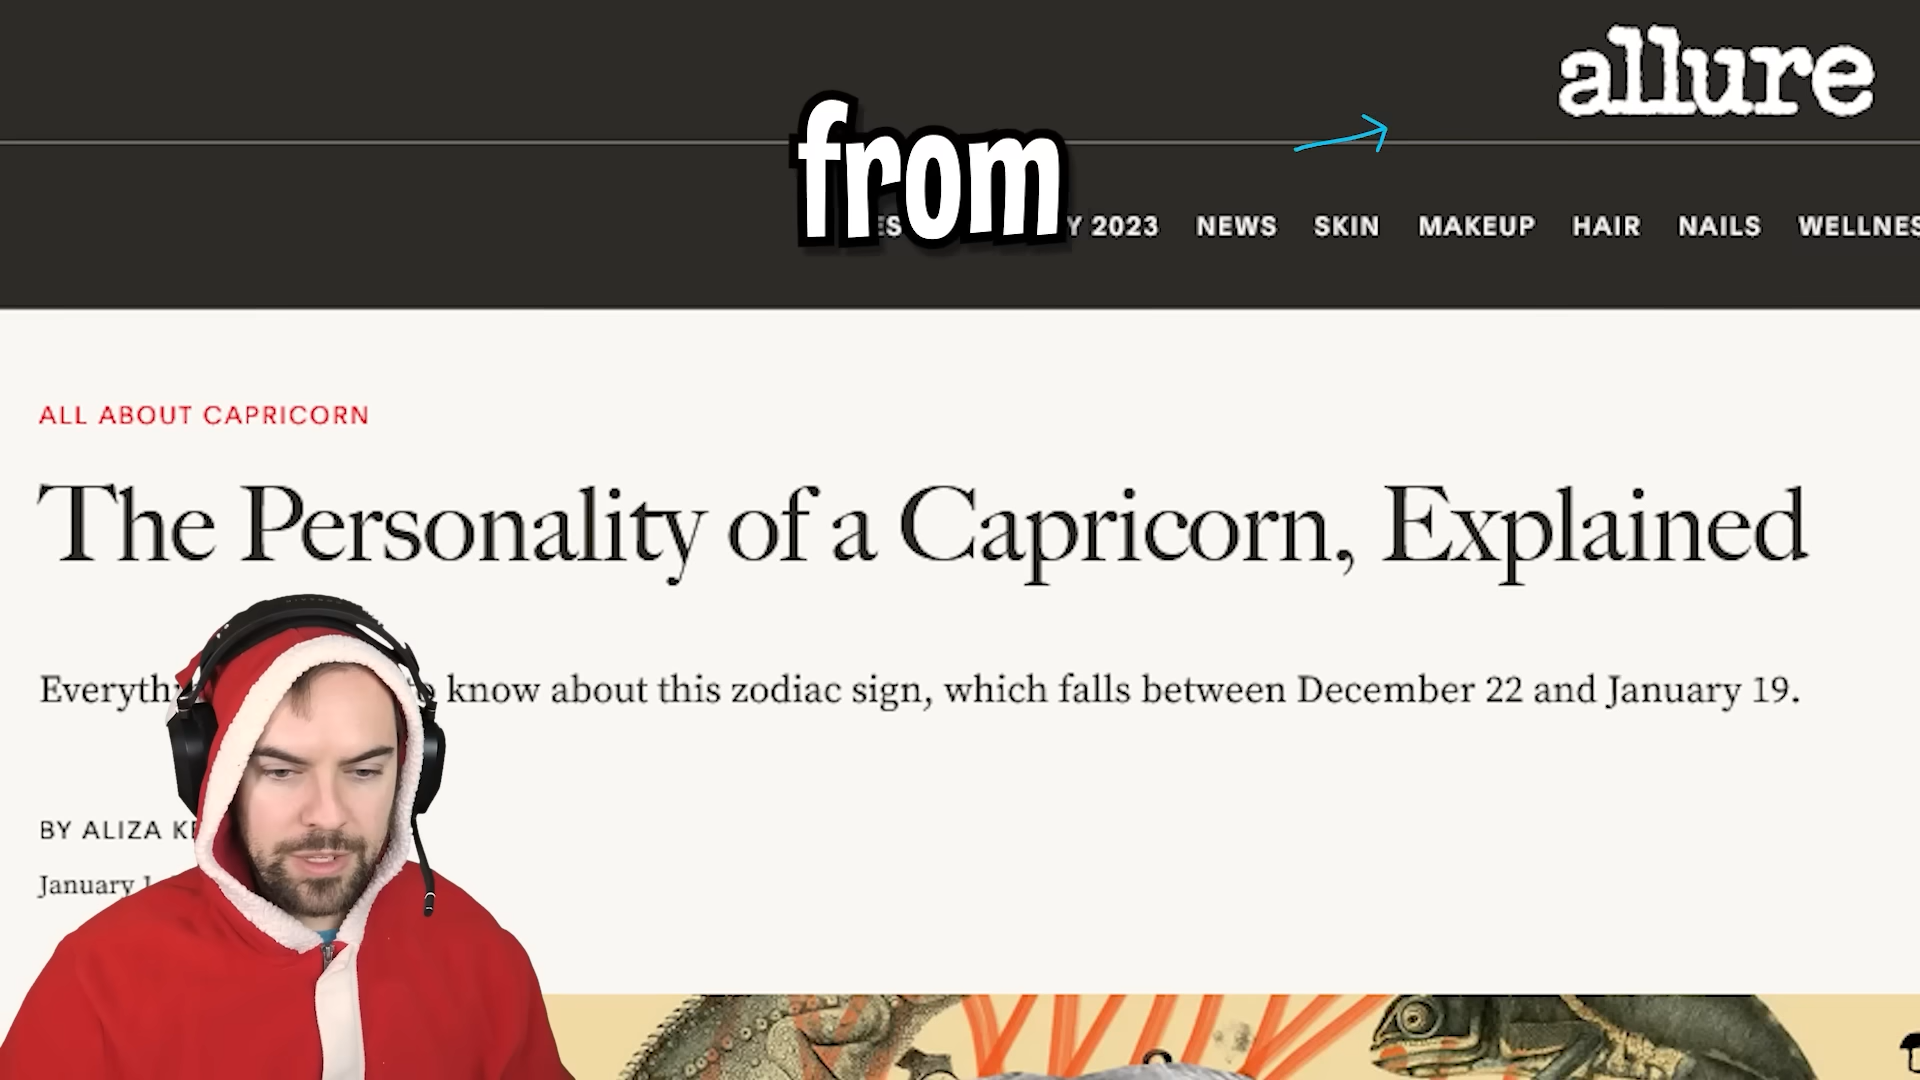 allure
from
2023 NEWS SKIN MAKEUP HAIR NAILS
ALL ABOUT CAPRICORN
The Personality of a Capricorn, Explained
know about this zodiac sign, which falls between December 22 and January 19.
BY ALIZA
January